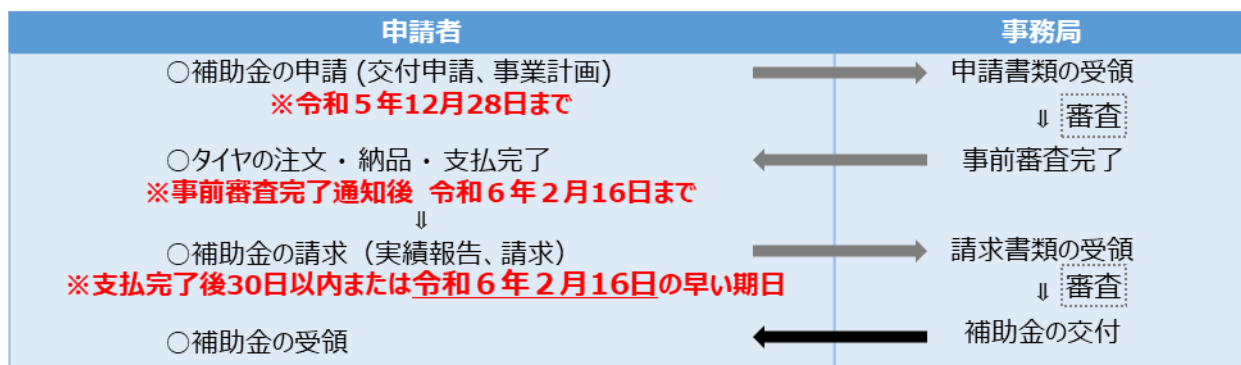 申請者 事務局
○補助金の申請 (交付申請、事業計画) 申請書類の受領
※令和5年12月28日まで
⇓ 審査
○タイヤの注文・納品・支払完了 事前審査完了
※事前審査完了通知後 令和6年2月16日まで
⇓
○補助金の請求(実績報告、請求) 請求書類の受領
※支払完了後30日以内または令和6年2月16日の早い期日
⇓ 審査
○補助金の受領 補助金の交付